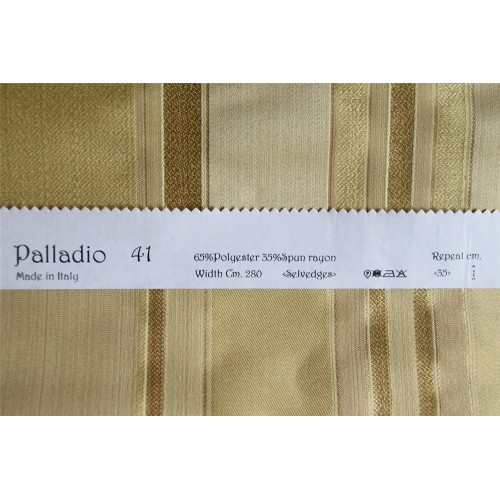 Palladio 41
Made in Italy
65%Polyester 35%Spun rayon
Width Cm. 280 <Selvedges>
Repeat cm.
<35>